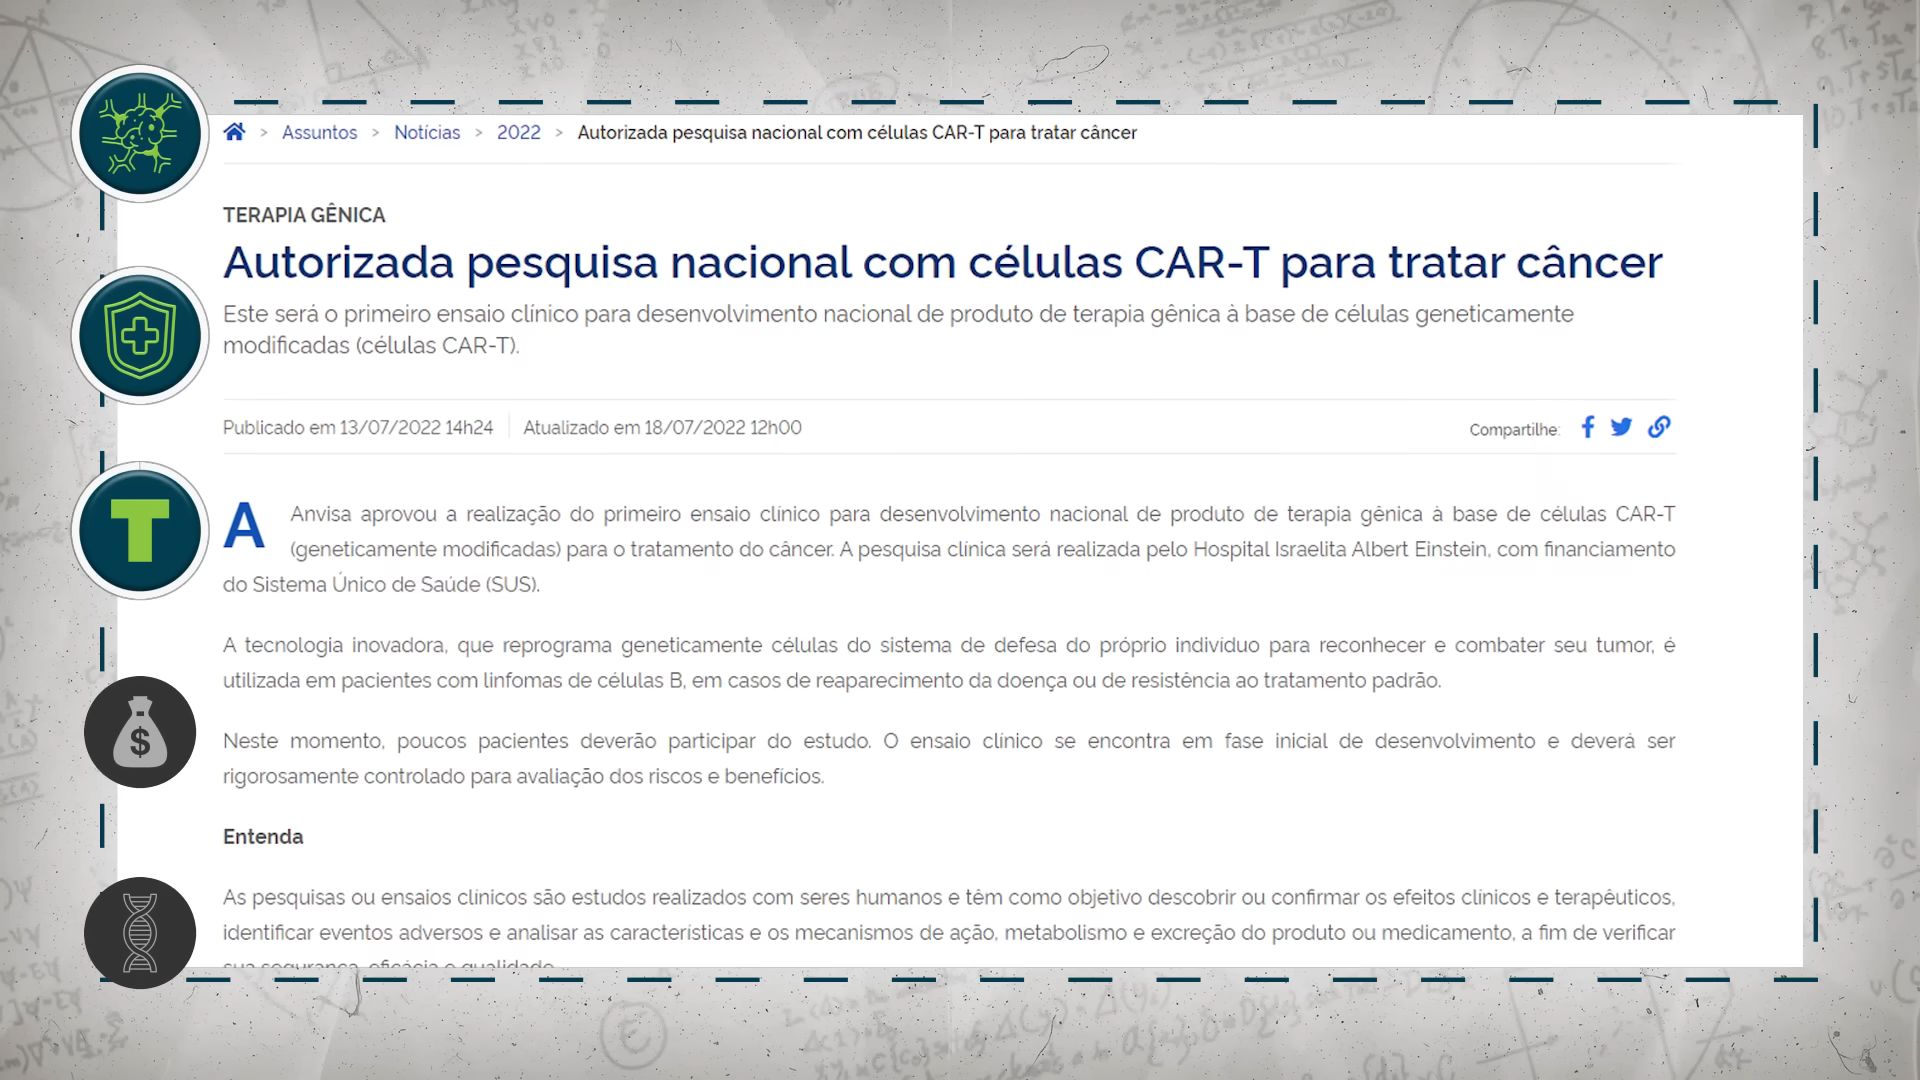 Assuntos > Notícias > 2022 > Autorizada pesquisa nacional com células CAR-T para tratar câncer
TERAPIA GÊNICA
Autorizada pesquisa nacional com células CAR-T para tratar câncer
Este será o primeiro ensaio clínico para desenvolvimento nacional de produto de terapia gênica à base de células geneticamente
modificadas (células CAR-T).
Publicado em 13/07/2022 14h24 Atualizado em 18/07/2022 12h00 Compartilhe:
T
A Anvisa aprovou a realização do primeiro ensaio clínico para desenvolvimento nacional de produto de terapia gênica à base de células CAR-T
(geneticamente modificadas) para o tratamento do câncer. A pesquisa clínica será realizada pelo Hospital Israelita Albert Einstein, com financiamento
do Sistema Único de Saúde (SUS).
A tecnologia inovadora, que reprograma geneticamente células do sistema de defesa do próprio indivíduo para reconhecer e combater seu tumor, é
utilizada em pacientes com linfomas de células B, em casos de reaparecimento da doença ou de resistência ao tratamento padrão.
$
Neste momento, poucos pacientes deverão participar do estudo. O ensaio clínico se encontra em fase inicial de desenvolvimento e deverá ser
rigorosamente controlado para avaliação dos riscos e benefícios.
Entenda
As pesquisas ou ensaios clínicos são estudos realizados com seres humanos e têm como objetivo descobrir ou confirmar os efeitos clínicos e terapêuticos,
identificar eventos adversos e analisar as características e os mecanismos de ação, metabolismo e excreção do produto ou medicamento, a fim de verificar
sua segurança, eficácia e qualidade.